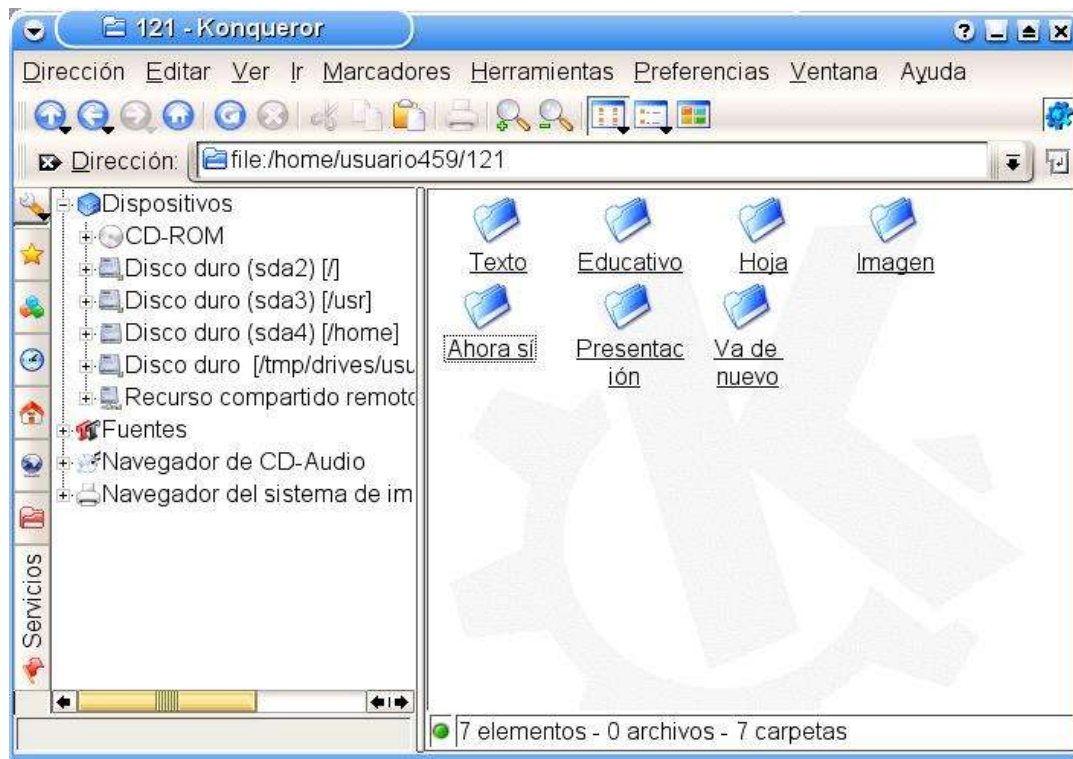 121 - Konqueror
Dirección Editar Ver Ir Marcadores Herramientas Preferencias Ventana Ayuda
Dirección: file:/home/usuario459/121
Servicios
Dispositivos
CD-ROM
Disco duro (sda2) [/]
Disco duro (sda3) [/usr]
Disco duro (sda4) [/home]
Disco duro [/tmp/drives/usu
Recurso compartido remoto
Fuentes
Navegador de CD-Audio
Navegador del sistema de im
Texto Educativo Hoja Imagen
Ahora sí Presentac
ión Va de
nuevo
7 elementos - 0 archivos - 7 carpetas